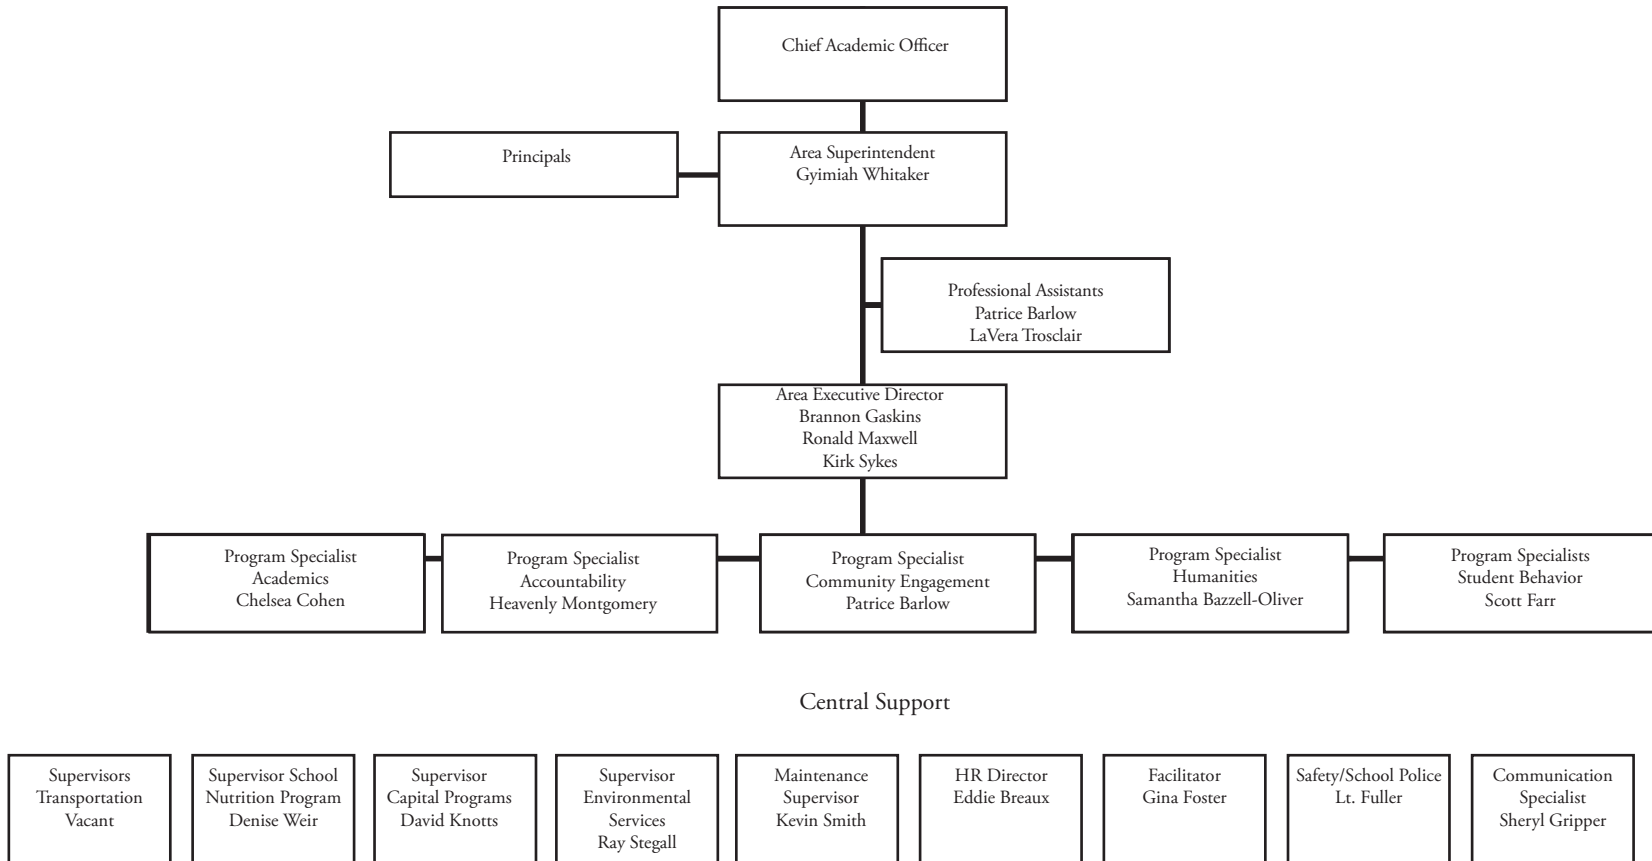 Chief Academic Officer
Principals
Area Superintendent
Gyimiah Whitaker
Professional Assistants
Patrice Barlow
LaVera Trosclair
Area Executive Director
Brannon Gaskins
Ronald Maxwell
Kirk Sykes
Program Specialist
Academics
Chelsea Cohen
Program Specialist
Accountability
Heavenly Montgomery
Program Specialist
Community Engagement
Patrice Barlow
Program Specialist
Humanities
Samantha Bazzell-Oliver
Program Specialists
Student Behavior
Scott Farr
Central Support
Supervisors
Transportation
Vacant
Supervisor School
Nutrition Program
Denise Weir
Supervisor
Capital Programs
David Knotts
Supervisor
Environmental
Services
Ray Stegall
Maintenance
Supervisor
Kevin Smith
HR Director
Eddie Breaux
Facilitator
Gina Foster
Safety/School Police
Lt. Fuller
Communication
Specialist
Sheryl Gripper